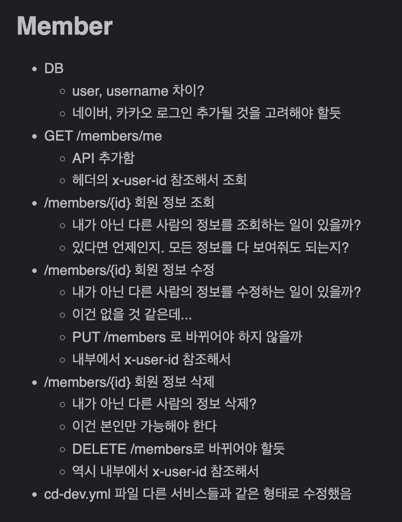 Member
DB
user, username 차이?
네이버, 카카오 로그인 추가될 것을 고려해야 할듯
GET /members/me
API 추가함
헤더의 x-user-id 참조해서 조회
/members/{id} 회원 정보 조회
내가 아닌 다른 사람의 정보를 조회하는 일이 있을까?
있다면 언제인지. 모든 정보를 다 보여줘도 되는지?
/members/{id} 회원 정보 수정
내가 아닌 다른 사람의 정보를 수정하는 일이 있을까?
이건 없을 것 같은데...
PUT /members 로 바뀌어야 하지 않을까
내부에서 x-user-id 참조해서
/members/{id} 회원 정보 삭제
내가 아닌 다른 사람의 정보 삭제?
이건 본인만 가능해야 한다
DELETE /members로 바뀌어야 할듯
역시 내부에서 x-user-id 참조해서
cd-dev.yml 파일 다른 서비스들과 같은 형태로 수정했음